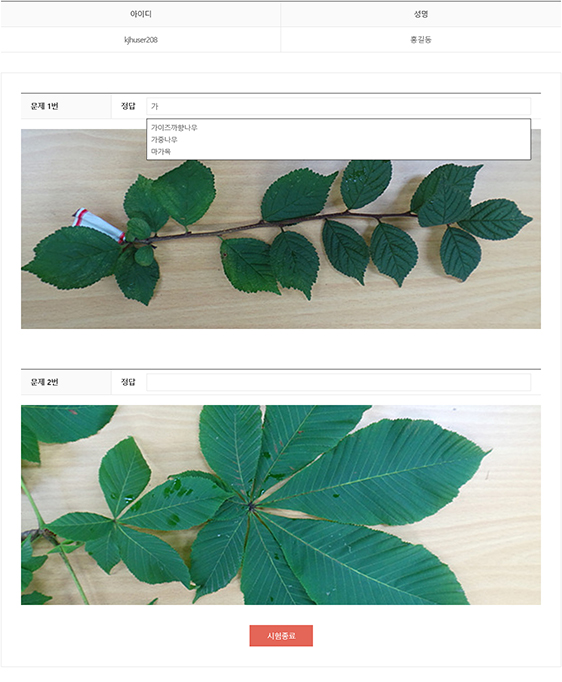 아이디 성명
kjhuser208 홍길동
문제 1번 정답 가
가이즈까향나무
가중나무
마가목
문제 2번 정답
시험종료